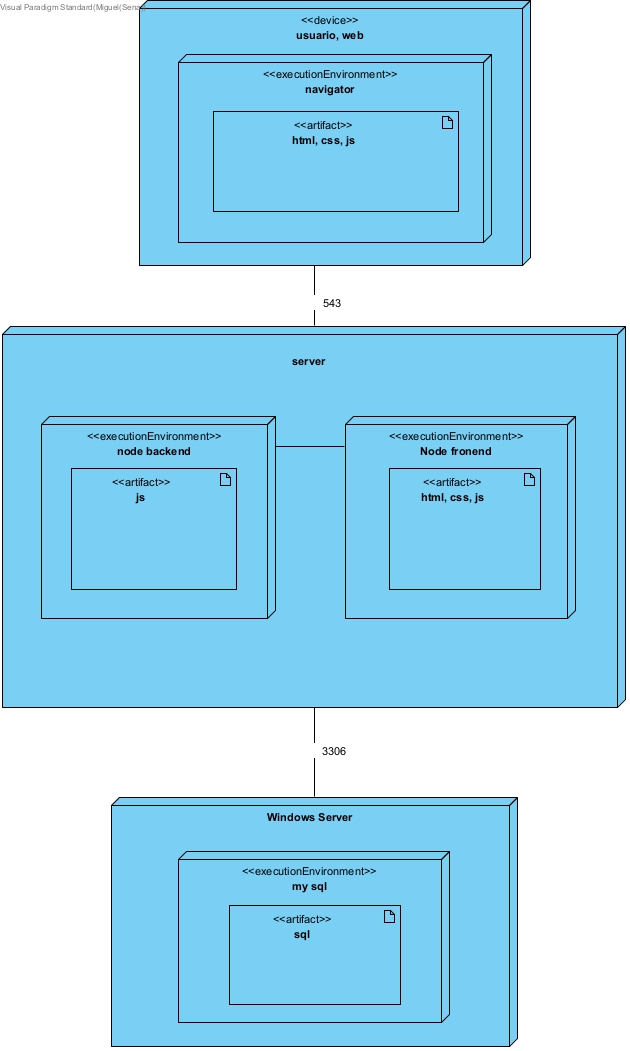 Visual Paradigm Standard(Miguel(Sena))
<<device>>
usuario, web
<<executionEnvironment>>
navigator
<<artifact>>
html, css, js
543
server
<<executionEnvironment>>
node backend
<<artifact>>
js
<<executionEnvironment>>
Node fronend
<<artifact>>
html, css, js
3306
Windows Server
<<executionEnvironment>>
my sql
<<artifact>>
sql